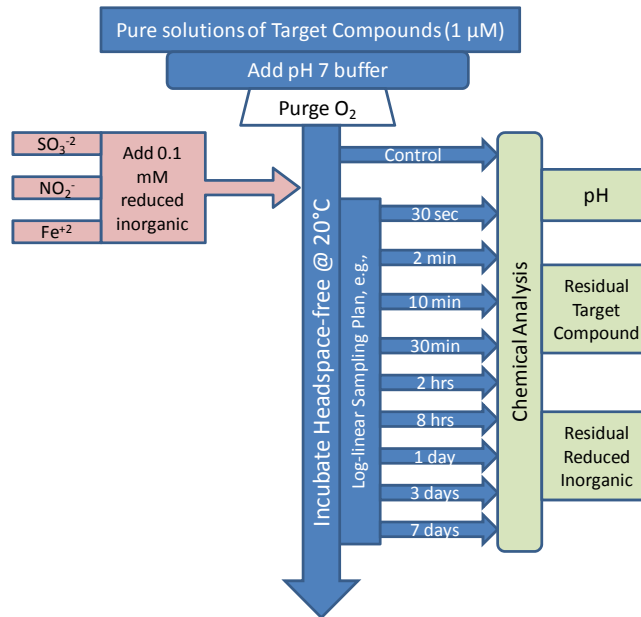 Pure solutions of Target Compounds (1 µM)
Add pH 7 buffer
Purge O₂
SO₃⁻²
NO₂⁻
Fe⁺²
Add 0.1
mM
reduced
inorganic
Incubate Headspace-free @ 20°C
Log-linear Sampling Plan, e.g.,
Control
30 sec
2 min
10 min
30min
2 hrs
8 hrs
1 day
3 days
7 days
Chemical Analysis
pH
Residual
Target
Compound
Residual
Reduced
Inorganic